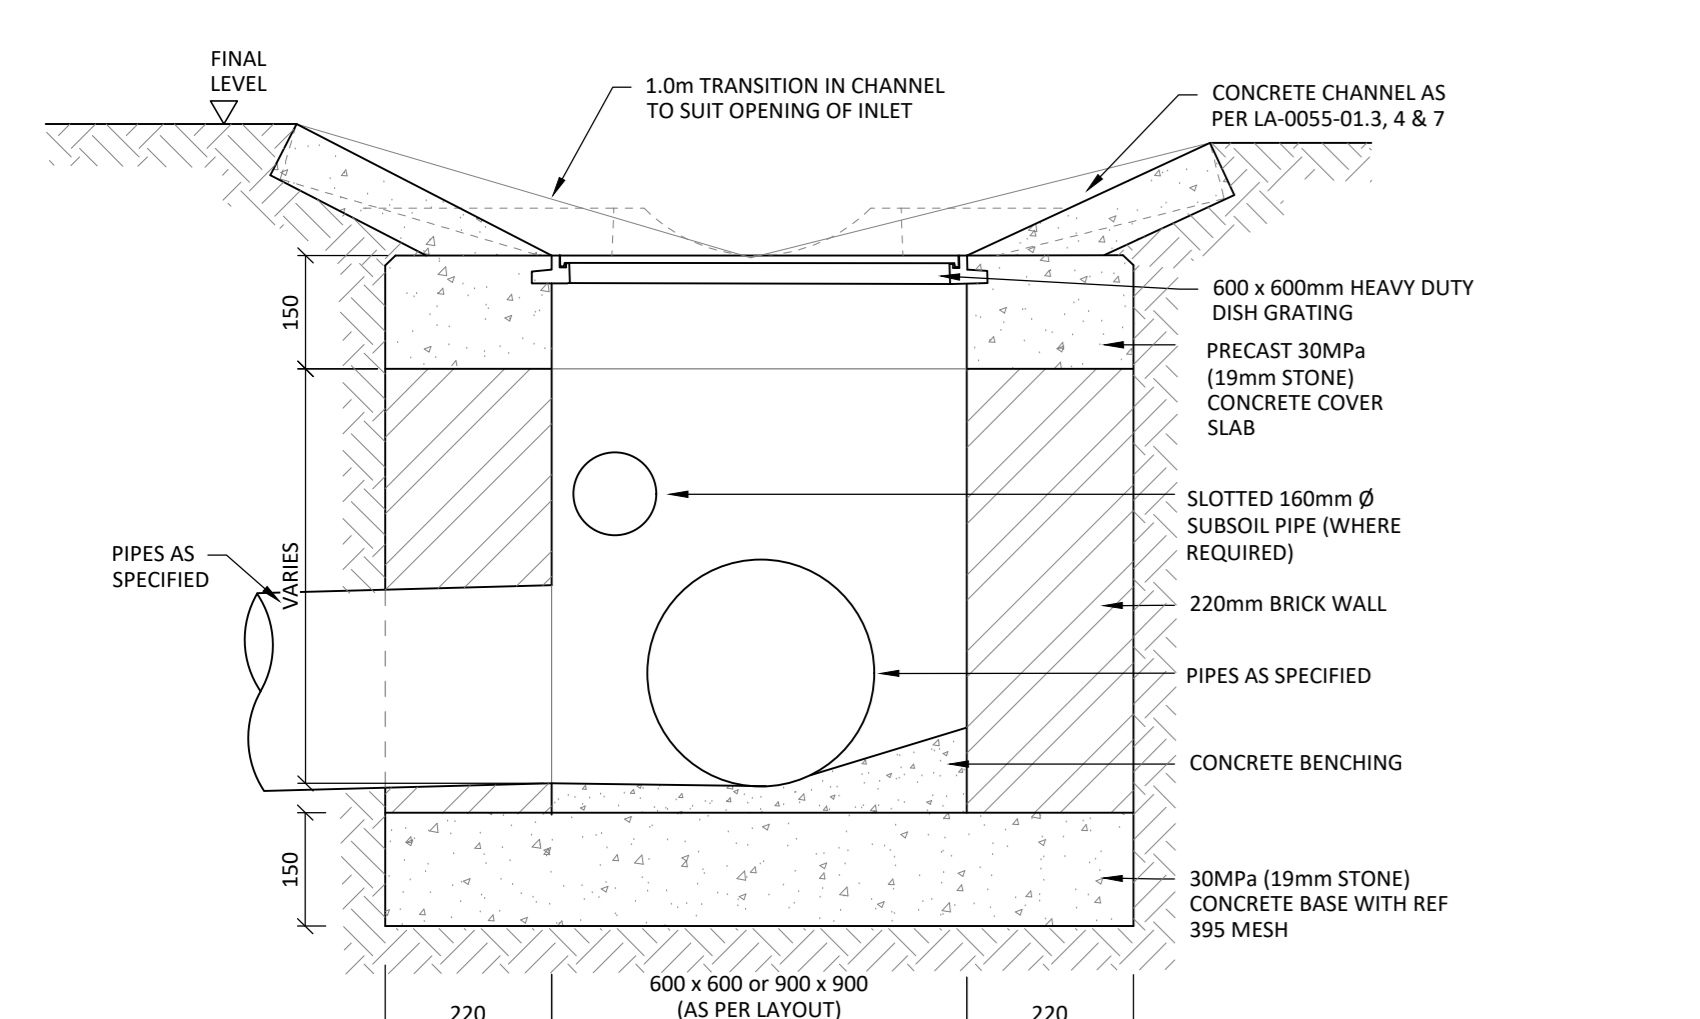 FINAL
LEVEL
1.0m TRANSITION IN CHANNEL
TO SUIT OPENING OF INLET
CONCRETE CHANNEL AS
PER LA-0055-01.3, 4 & 7
150
600 x 600mm HEAVY DUTY
DISH GRATING
PRECAST 30MPa
(19mm STONE)
CONCRETE COVER
SLAB
SLOTTED 160mm Ø
SUBSOIL PIPE (WHERE
REQUIRED)
PIPES AS
SPECIFIED
VARIES
220mm BRICK WALL
PIPES AS SPECIFIED
CONCRETE BENCHING
150
30MPa (19mm STONE)
CONCRETE BASE WITH REF
395 MESH
600 x 600 or 900 x 900
(AS PER LAYOUT)
220
220